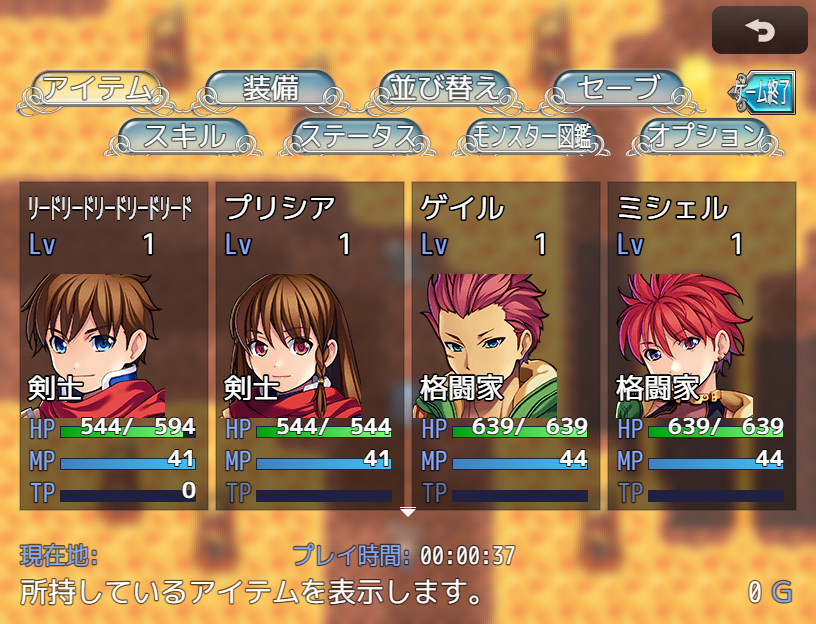 アイテム 装備 並び替え セーブ ゲーム終了
スキル ステータス モンスター図鑑 オプション
リードリードリードリードリード プリシア ゲイル ミシェル
Lv 1 Lv 1 Lv 1 Lv 1
剣士 剣士 格闘家 格闘家
HP 544/ 594 HP 544/ 544 HP 639/ 639 HP 639/ 639
MP 41 MP 41 MP 44 MP 44
TP 0 TP TP TP
現在地: プレイ時間: 00:00:37
所持しているアイテムを表示します。 0 G